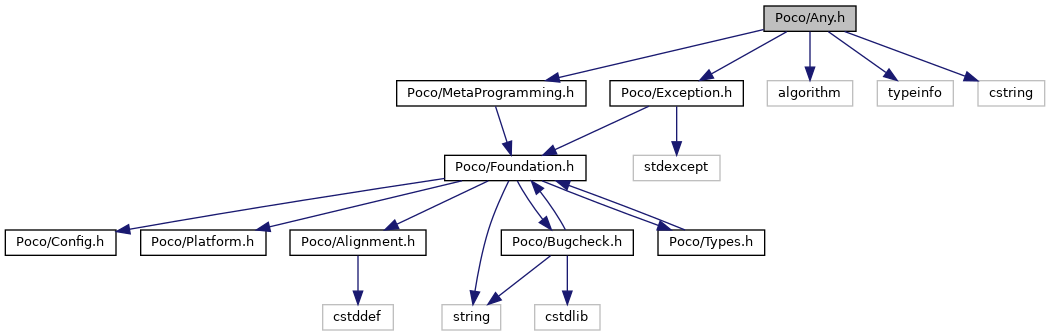 Poco/Any.h
Poco/MetaProgramming.h
Poco/Exception.h
algorithm
typeinfo
cstring
Poco/Foundation.h
stdexcept
Poco/Config.h
Poco/Platform.h
Poco/Alignment.h
Poco/Bugcheck.h
Poco/Types.h
cstddef
string
cstdlib